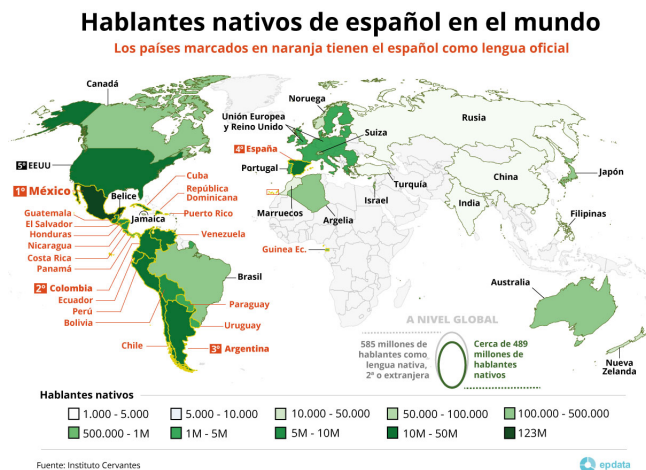 Hablantes nativos de español en el mundo
Los países marcados en naranja tienen el español como lengua oficial
Canadá
Noruega
Unión Europea
y Reino Unido
Suiza
Rusia
4º España
Portugal
5º EEUU
1º México
Belice
Cuba
República
Dominicana
Puerto Rico
Jamaica
Guatemala
El Salvador
Honduras
Nicaragua
Costa Rica
Panamá
Venezuela
Marruecos
Argelia
Israel
Turquía
China
India
Japón
Filipinas
Guinea Ec.
2º Colombia
Ecuador
Perú
Bolivia
Brasil
Paraguay
Uruguay
Chile
3º Argentina
Australia
Nueva
Zelanda
A NIVEL GLOBAL
585 millones de
hablantes como
lengua nativa,
2ª o extranjera
Cerca de 489
millones de
hablantes
nativos
Hablantes nativos
1.000 - 5.000
5.000 - 10.000
10.000 - 50.000
50.000 - 100.000
100.000 - 500.000
500.000 - 1M
1M - 5M
5M - 10M
10M - 50M
123M
Fuente: Instituto Cervantes
epdata